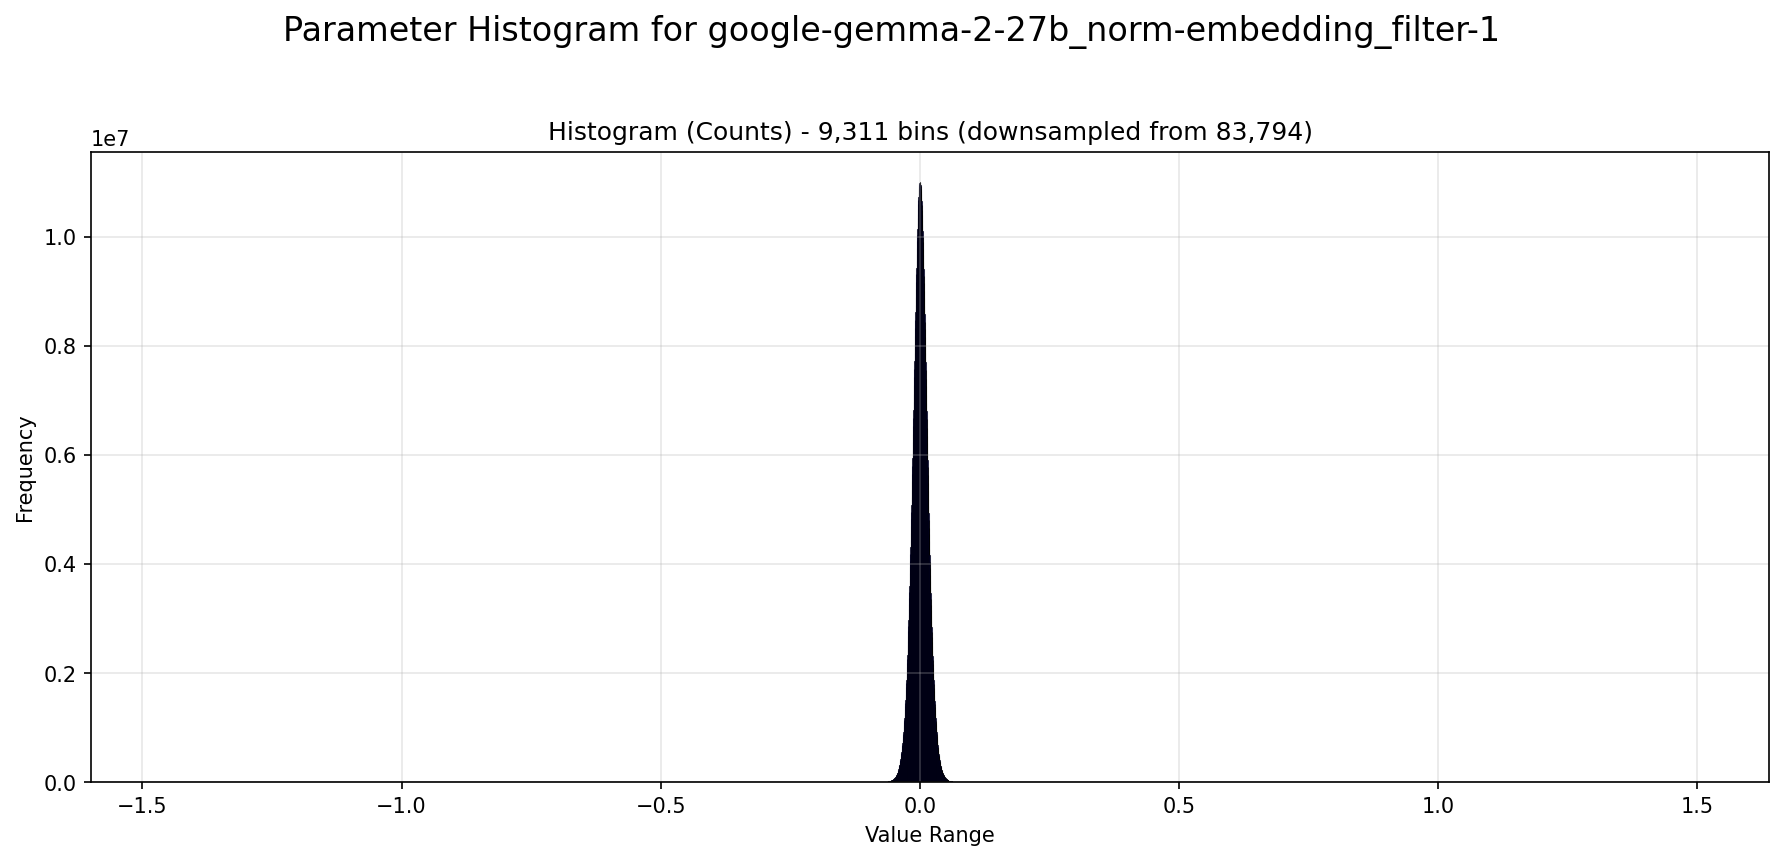 Parameter Histogram for google-gemma-2-27b_norm-embedding_filter-1
Histogram (Counts) - 9,311 bins (downsampled from 83,794)
1e7
1.0
0.8
0.6
0.4
0.2
0.0
Frequency
−1.5 −1.0 −0.5 0.0 0.5 1.0 1.5
Value Range